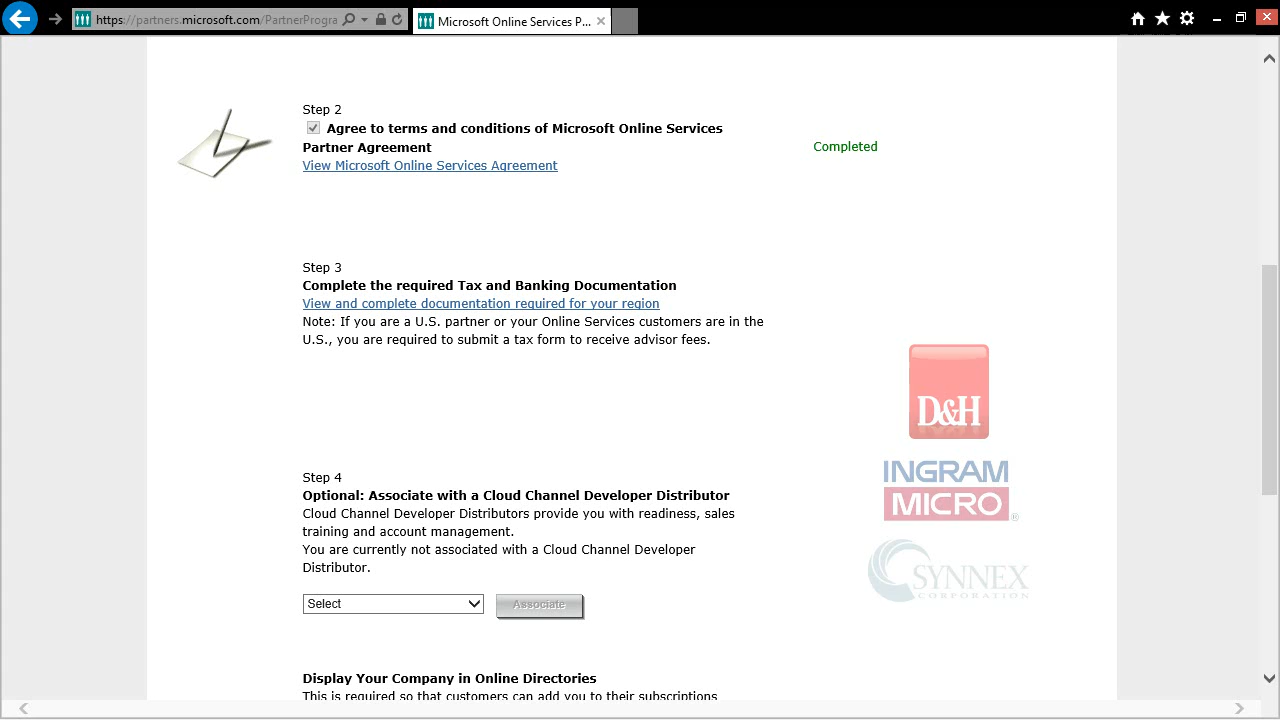 https://partners.microsoft.com/PartnerProgra
Microsoft Online Services P...
Step 2
Agree to terms and conditions of Microsoft Online Services
Partner Agreement
Completed
View Microsoft Online Services Agreement
Step 3
Complete the required Tax and Banking Documentation
View and complete documentation required for your region
Note: If you are a U.S. partner or your Online Services customers are in the
U.S., you are required to submit a tax form to receive advisor fees.
D&H
INGRAM
MICRO®
SYNNEX
CORPORATION
Step 4
Optional: Associate with a Cloud Channel Developer Distributor
Cloud Channel Developer Distributors provide you with readiness, sales
training and account management.
You are currently not associated with a Cloud Channel Developer
Distributor.
Select
Associate
Display Your Company in Online Directories
This is required so that customers can add you to their subscriptions